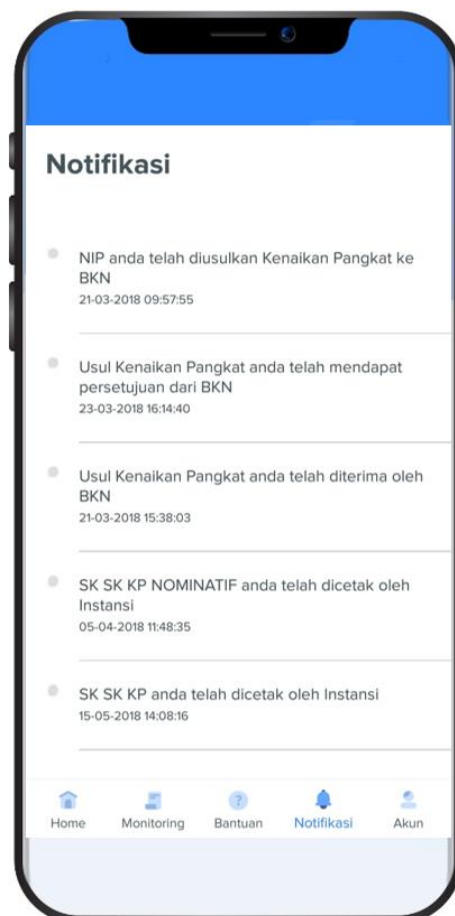 Notifikasi
NIP anda telah diusulkan Kenaikan Pangkat ke
BKN
21-03-2018 09:57:55
Usul Kenaikan Pangkat anda telah mendapat
persetujuan dari BKN
23-03-2018 16:14:40
Usul Kenaikan Pangkat anda telah diterima oleh
BKN
21-03-2018 15:38:03
SK SK KP NOMINATIF anda telah dicetak oleh
Instansi
05-04-2018 11:48:35
SK SK KP anda telah dicetak oleh Instansi
15-05-2018 14:08:16
?
Home Monitoring Bantuan Notifikasi Akun